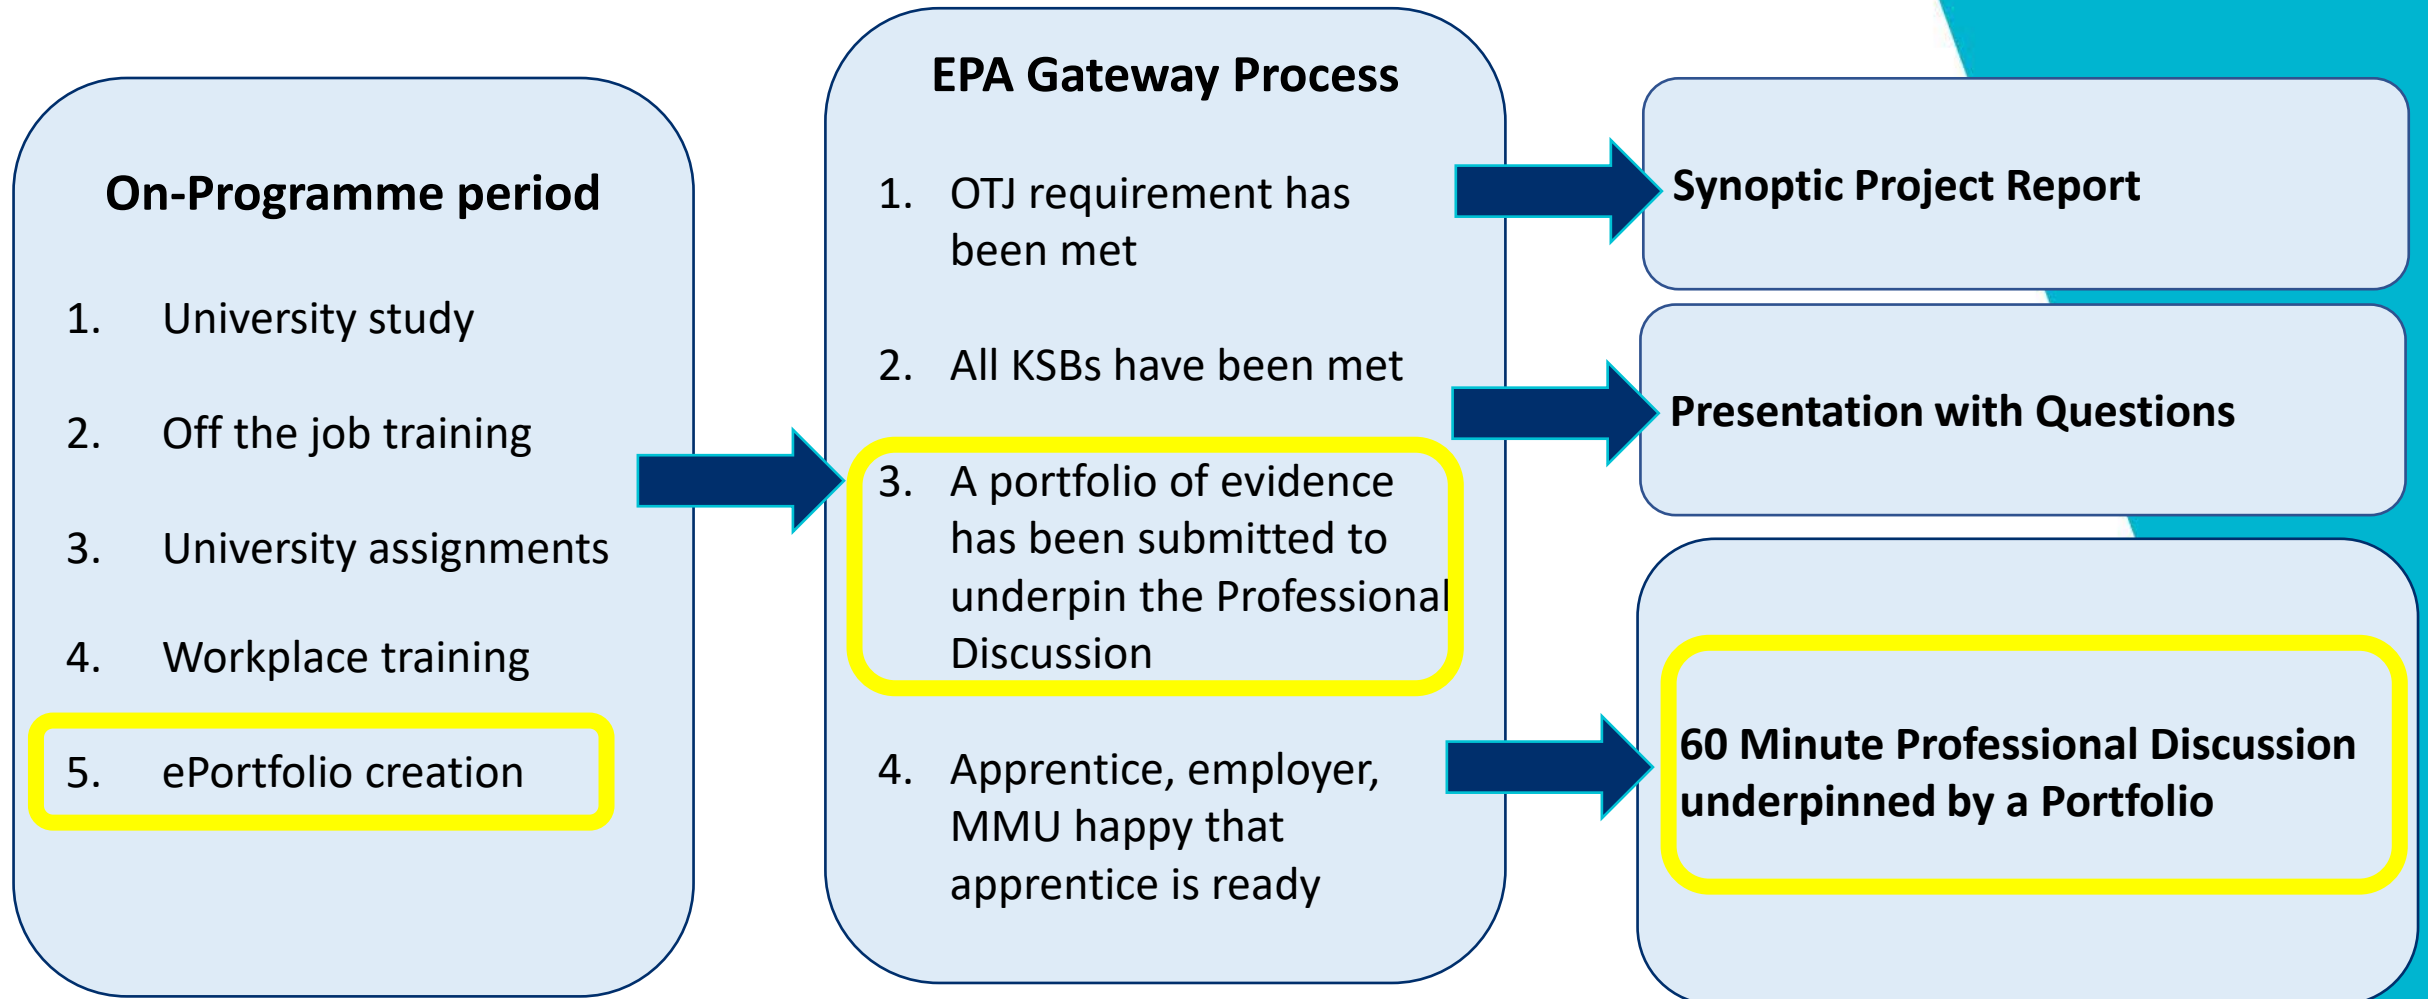 On-Programme period
1. University study
2. Off the job training
3. University assignments
4. Workplace training
5. ePortfolio creation
EPA Gateway Process
1. OTJ requirement has
been met
2. All KSBs have been met
3. A portfolio of evidence
has been submitted to
underpin the Professional
Discussion
4. Apprentice, employer,
MMU happy that
apprentice is ready
Synoptic Project Report
Presentation with Questions
60 Minute Professional Discussion
underpinned by a Portfolio